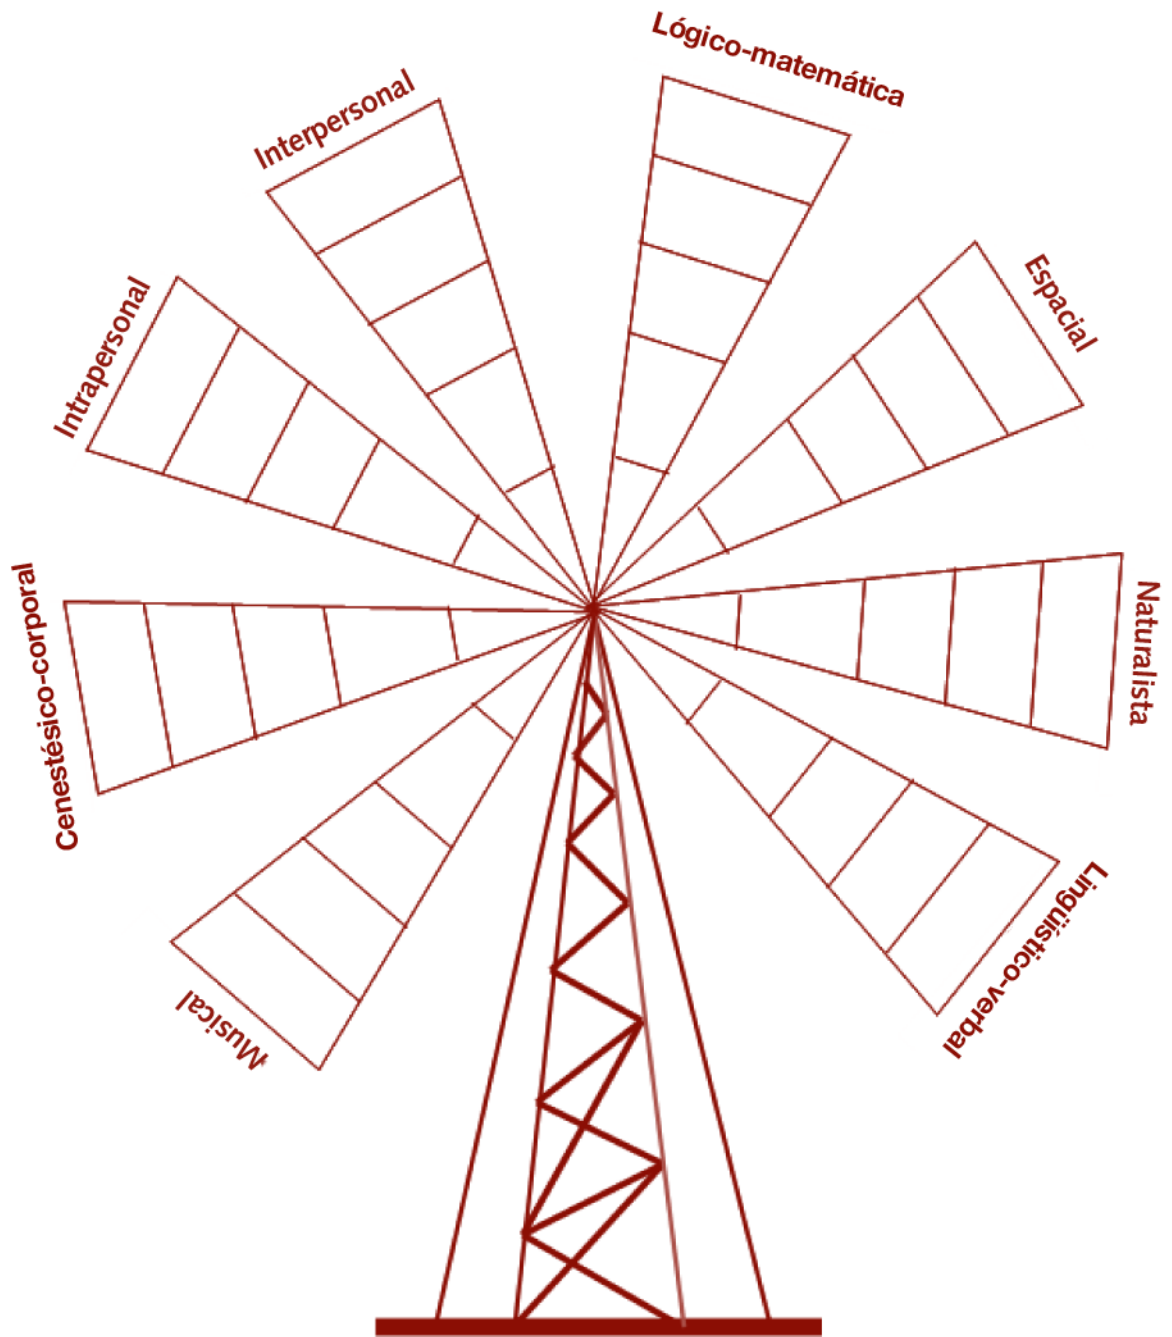 Lógico-matemática
Interpersonal
Espacial
Intrapersonal
Naturalista
Cenestésico-corporal
Lingüístico-verbal
Musical